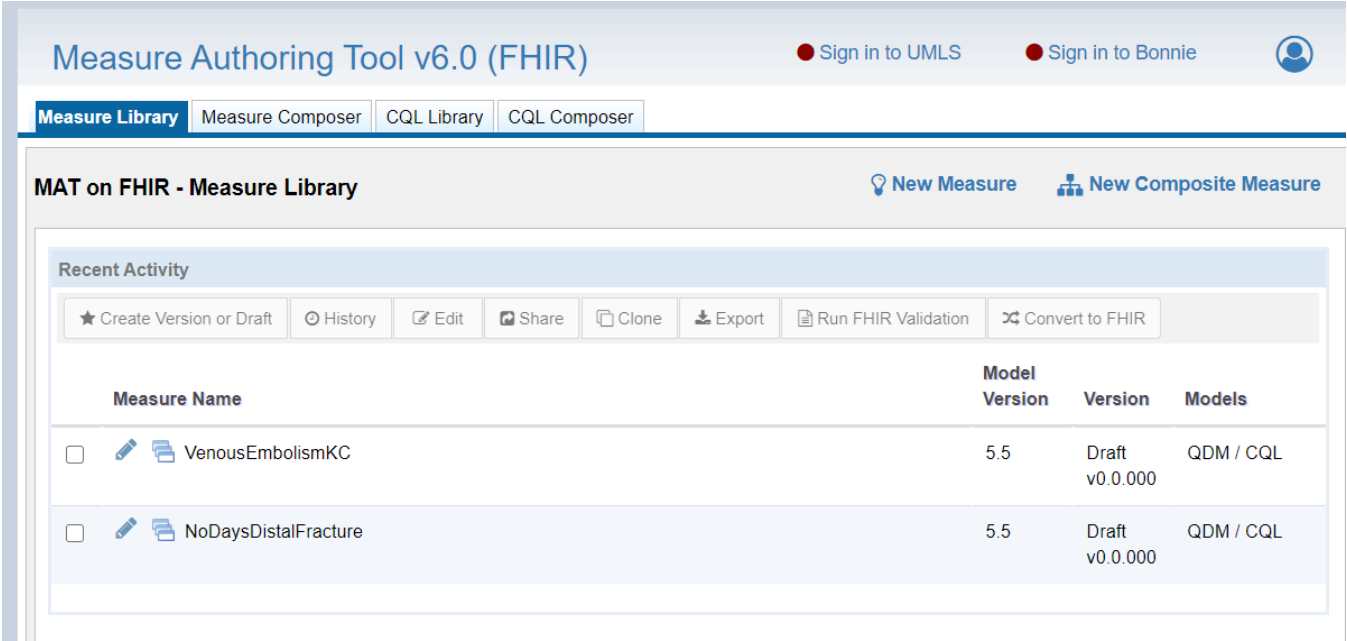 Measure Authoring Tool v6.0 (FHIR)
Sign in to UMLS
Sign in to Bonnie
Measure Library
Measure Composer
CQL Library
CQL Composer
MAT on FHIR - Measure Library
New Measure
New Composite Measure
Recent Activity
Create Version or Draft
History
Edit
Share
Clone
Export
Run FHIR Validation
Convert to FHIR
Measure Name
Model
Version
Version
Models
VenousEmbolismKC
5.5
Draft
v0.0.000
QDM / CQL
NoDaysDistalFracture
5.5
Draft
v0.0.000
QDM / CQL